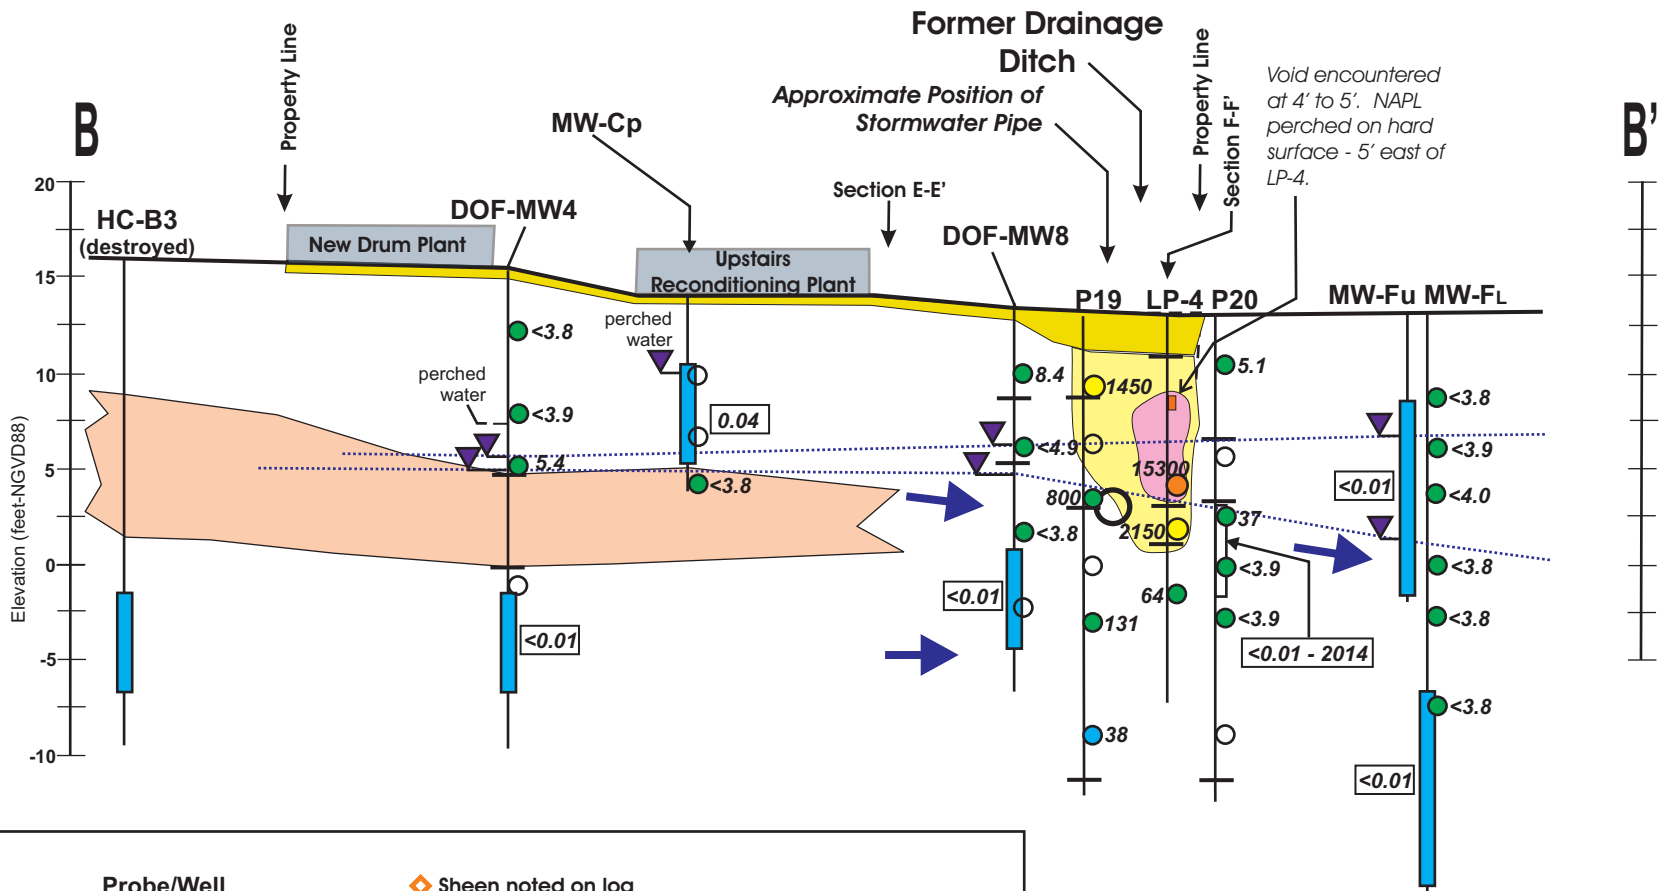 Former Drainage
Ditch
Property Line
Property Line
Section F-F'
Void encountered
at 4' to 5'. NAPL
perched on hard
surface - 5' east of
LP-4.
Approximate Position of
Stormwater Pipe
B
MW-Cp
B'
20
Section E-E'
HC-B3
(destroyed)
DOF-MW4
DOF-MW8
New Drum Plant
Upstairs
Reconditioning Plant
15
P19
LP-4
P20
MW-Fu
MW-FL
perched
water
<3.8
10
perched
water
8.4
1450
5.1
<3.8
<3.9
0.04
<4.9
<3.9
5
5.4
15300
<3.8
<0.01
<4.0
800
37
<3.8
2150
Elevation (feet-NGVD88)
0
<3.9
<3.8
<0.01
64
<3.9
<3.8
131
<0.01
<0.01 - 2014
-5
<3.8
38
-10
<0.01
Probe/Well
Sheen noted on log